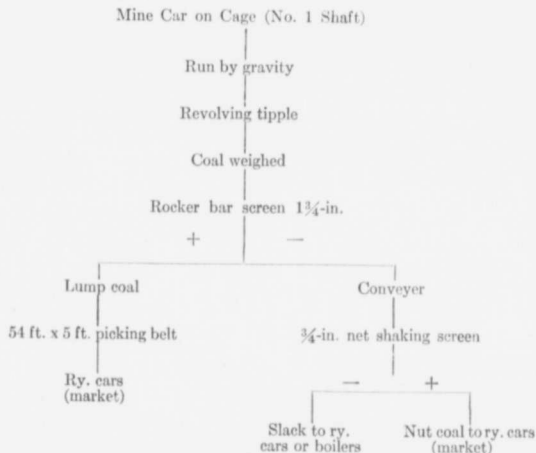 Mine Car on Cage (No. 1 Shaft)
Run by gravity
Revolving tipple
Coal weighed
Rocker bar screen 1¾-in.
+ −
Lump coal
Conveyer
54 ft. x 5 ft. picking belt
¾-in. net shaking screen
Ry. cars
(market)
− +
Slack to ry.
cars or boilers
Nut coal to ry. cars
(market)